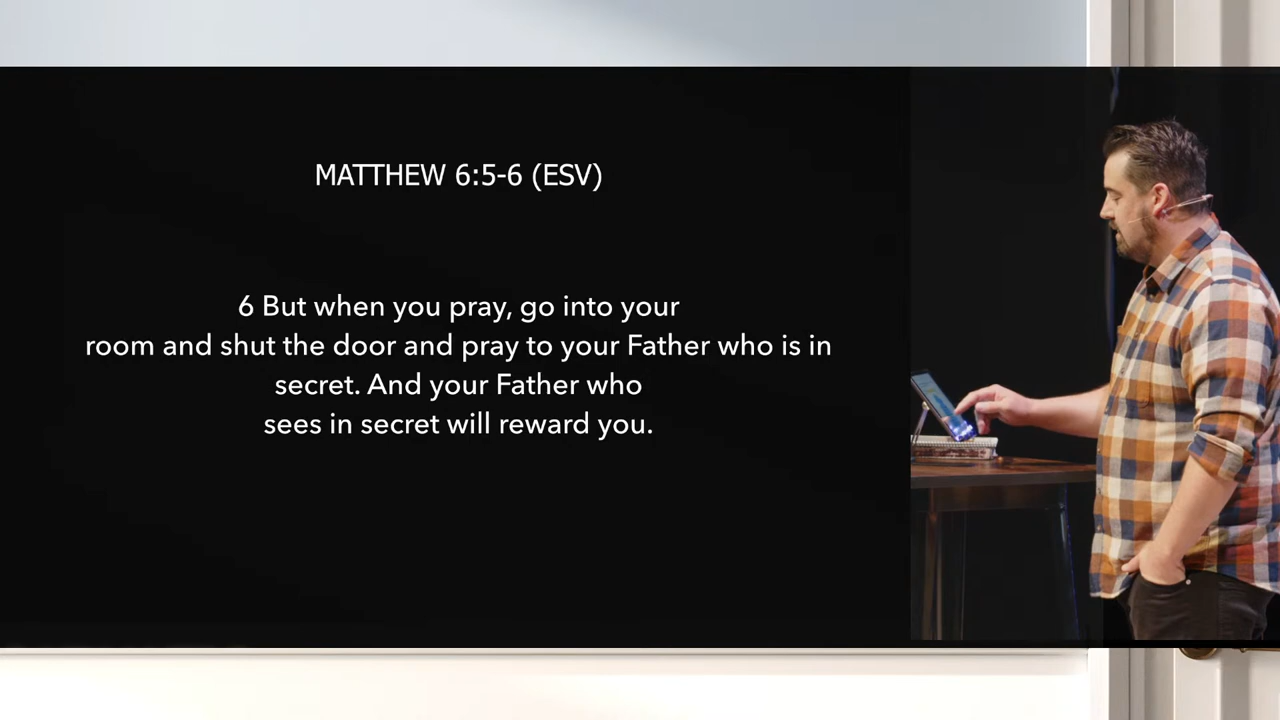 MATTHEW 6:5-6 (ESV)
6 But when you pray, go into your
room and shut the door and pray to your Father who is in
secret. And your Father who
sees in secret will reward you.